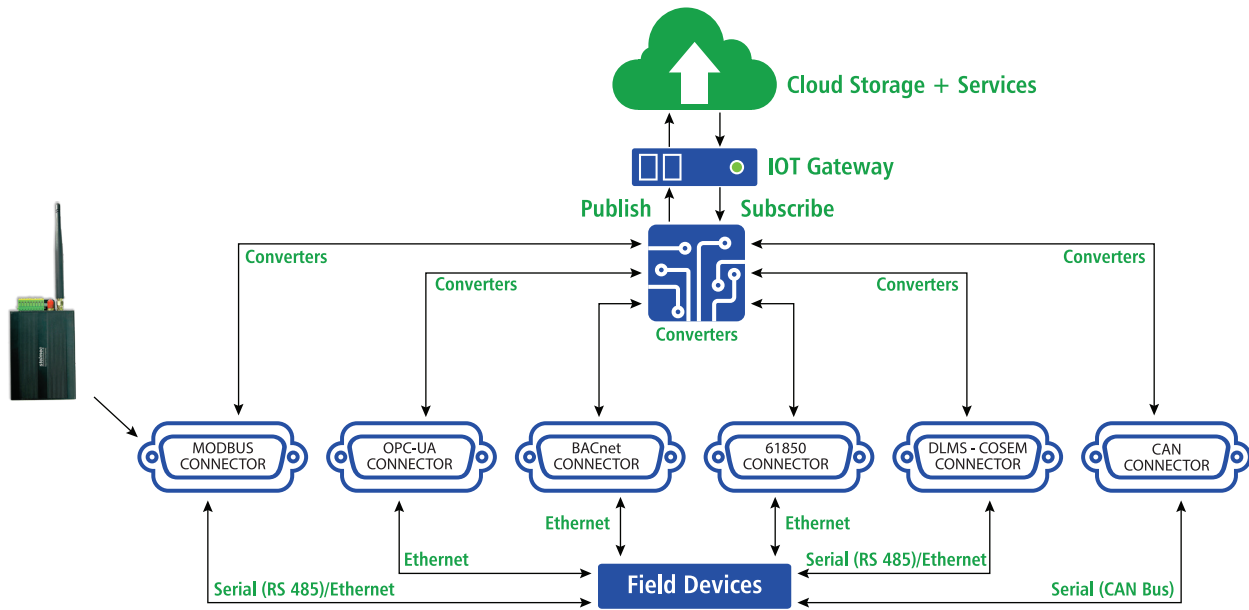 Cloud Storage + Services
IOT Gateway
Publish
Subscribe
Converters
Converters
Converters
Converters
Converters
MODBUS
CONNECTOR
OPC-UA
CONNECTOR
BACnet
CONNECTOR
61850
CONNECTOR
DLMS - COSEM
CONNECTOR
CAN
CONNECTOR
Ethernet
Ethernet
Ethernet
Serial (RS 485)/Ethernet
Serial (RS 485)/Ethernet
Field Devices
Serial (CAN Bus)